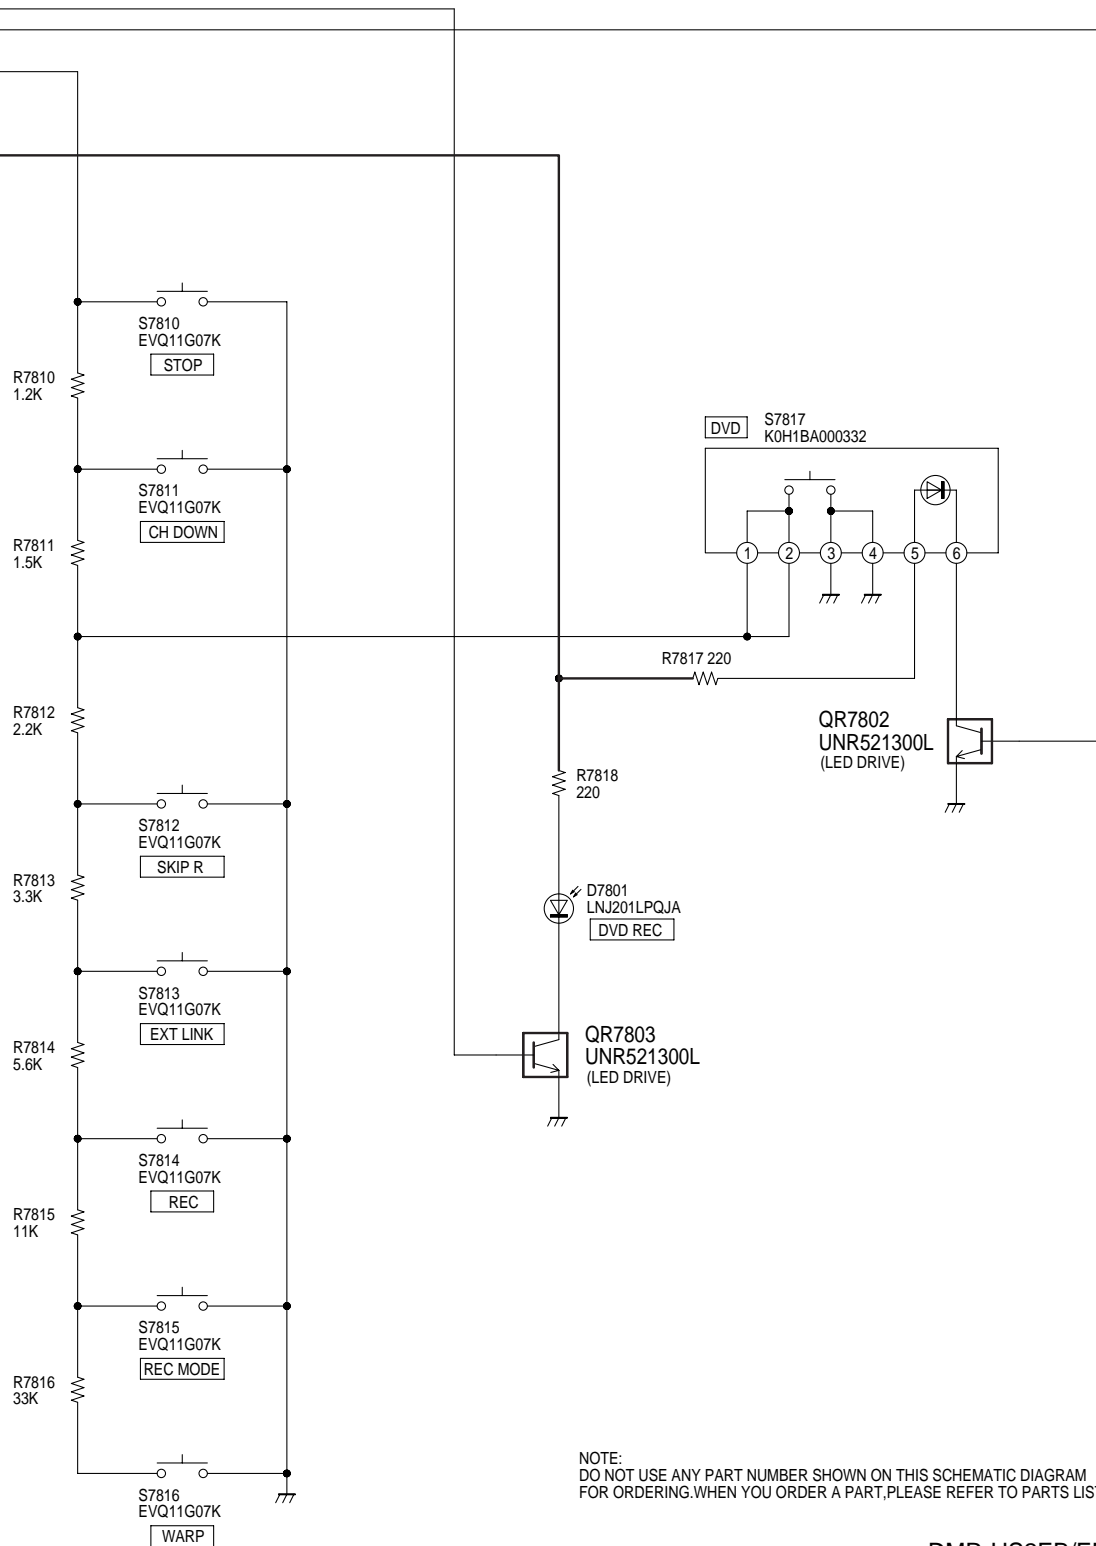 S7810
EVQ11G07K
STOP
R7810
1.2K
S7811
EVQ11G07K
CH DOWN
R7811
1.5K
DVD
S7817
K0H1BA000332
1 2 3 4 5 6
R7817 220
R7812
2.2K
QR7802
UNR521300L
(LED DRIVE)
R7818
220
S7812
EVQ11G07K
SKIP R
R7813
3.3K
D7801
LNJ201LPQJA
DVD REC
S7813
EVQ11G07K
EXT LINK
R7814
5.6K
QR7803
UNR521300L
(LED DRIVE)
S7814
EVQ11G07K
REC
R7815
11K
S7815
EVQ11G07K
REC MODE
R7816
33K
S7816
EVQ11G07K
WARP
NOTE:
DO NOT USE ANY PART NUMBER SHOWN ON THIS SCHEMATIC DIAGRAM
FOR ORDERING.WHEN YOU ORDER A PART,PLEASE REFER TO PARTS LIST